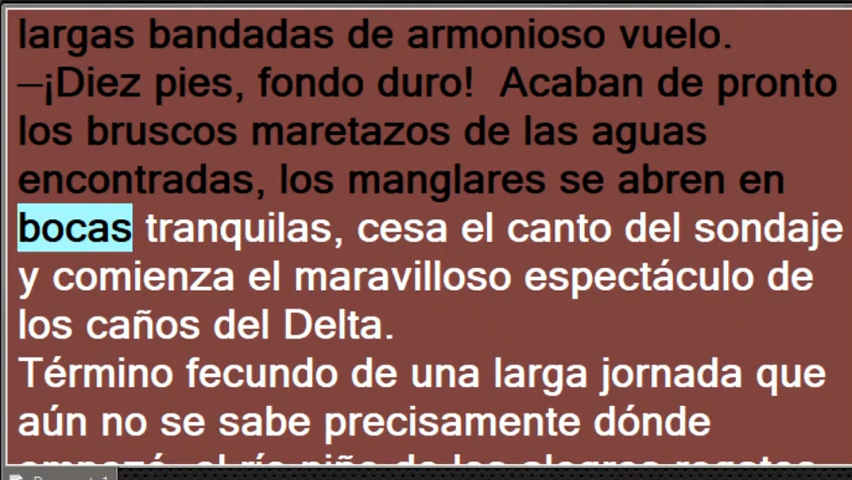 largas bandadas de armonioso vuelo.
–¡Diez pies, fondo duro!  Acaban de pronto
los bruscos maretazos de las aguas
encontradas, los manglares se abren en
bocas tranquilas, cesa el canto del sondaje
y comienza el maravilloso espectáculo de
los caños del Delta.
Término fecundo de una larga jornada que
aún no se sabe precisamente dónde